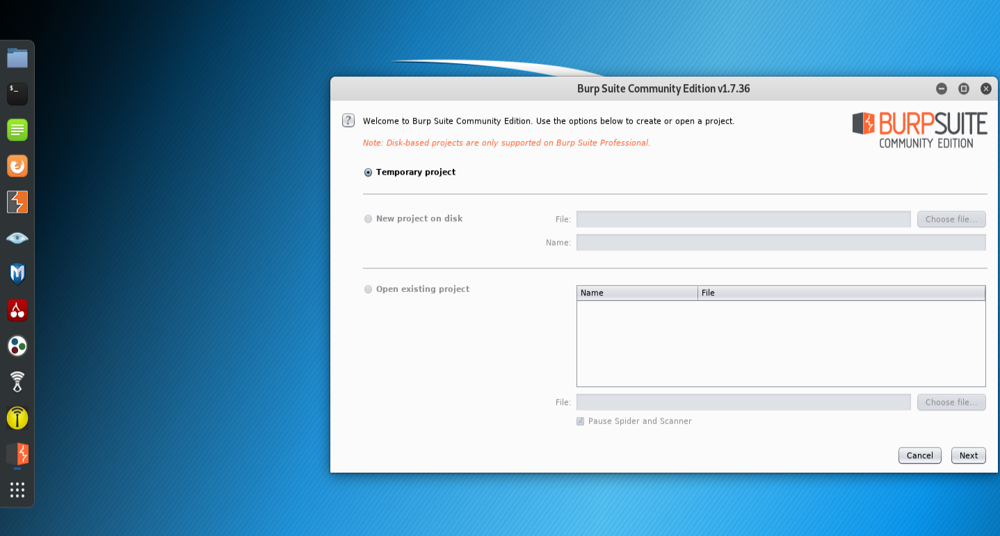 Burp Suite Community Edition v1.7.36
$_
?
Welcome to Burp Suite Community Edition. Use the options below to create or open a project.
BURPSUITE
COMMUNITY EDITION
Note: Disk-based projects are only supported on Burp Suite Professional.
Temporary project
New project on disk
File:
Choose file...
Name:
Open existing project
Name
File
File:
Choose file...
Pause Spider and Scanner
Cancel
Next